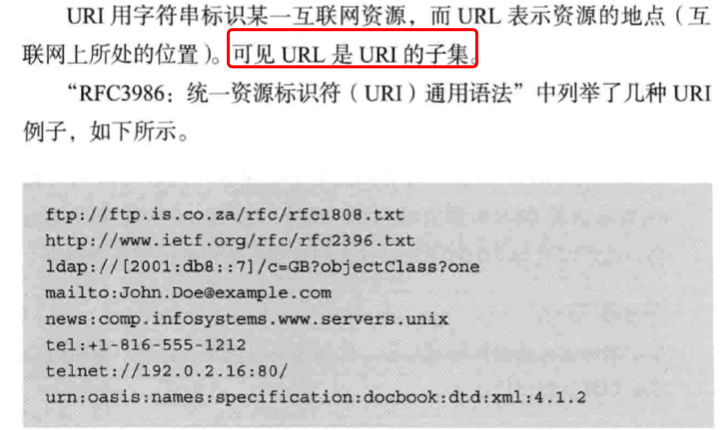 URI 用字符串标识某一互联网资源，而 URL 表示资源的地点（互
联网上所处的位置）。可见 URL 是 URI 的子集。
“RFC3986：统一资源标识符（URI）通用语法”中列举了几种 URI
例子，如下所示。
ftp://ftp.is.co.za/rfc/rfc1808.txt
http://www.ietf.org/rfc/rfc2396.txt
ldap://[2001:db8::7]/c=GB?objectClass?one
mailto:John.Doe@example.com
news:comp.infosystems.www.servers.unix
tel:+1-816-555-1212
telnet://192.0.2.16:80/
urn:oasis:names:specification:docbook:dtd:xml:4.1.2